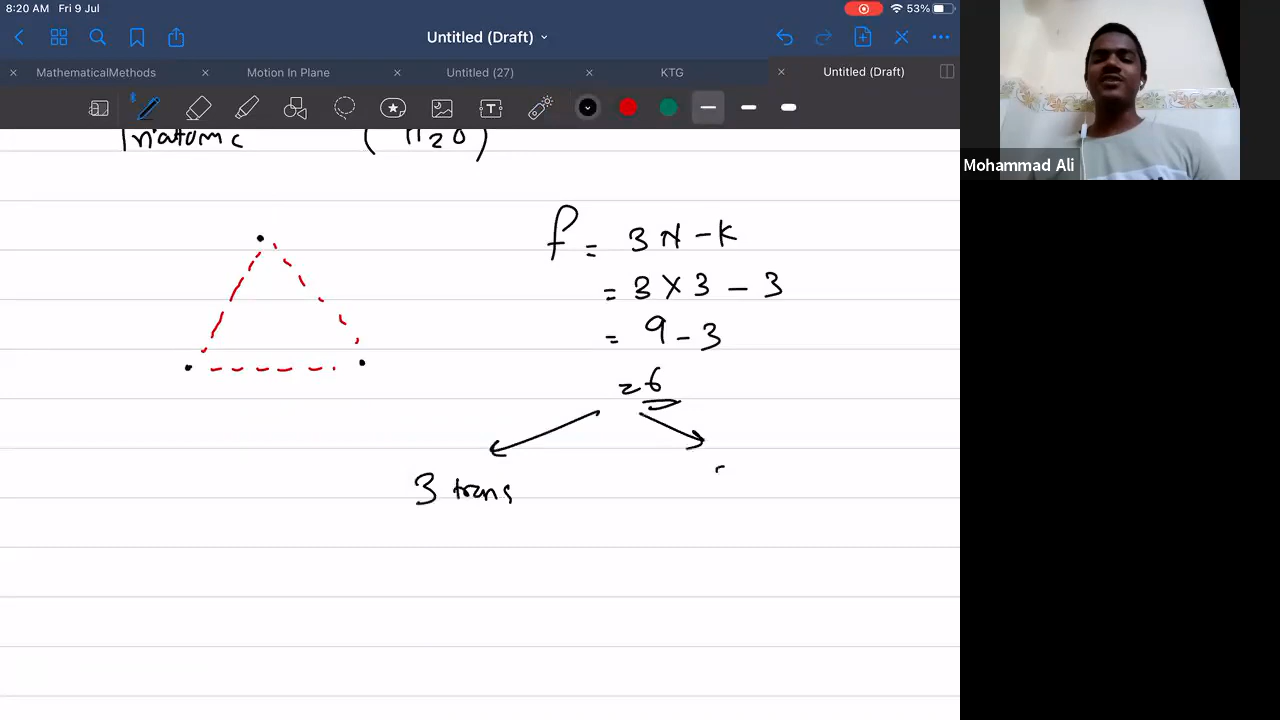 8:20 AM Fri 9 Jul
53%
Untitled (Draft)
MathematicalMethods
Motion In Plane
Untitled (27)
KTG
Untitled (Draft)
Mohammad Ali
Triatomic ( H2O )
f = 3N - K
= 3 × 3 - 3
= 9 - 3
= 6
3 trans